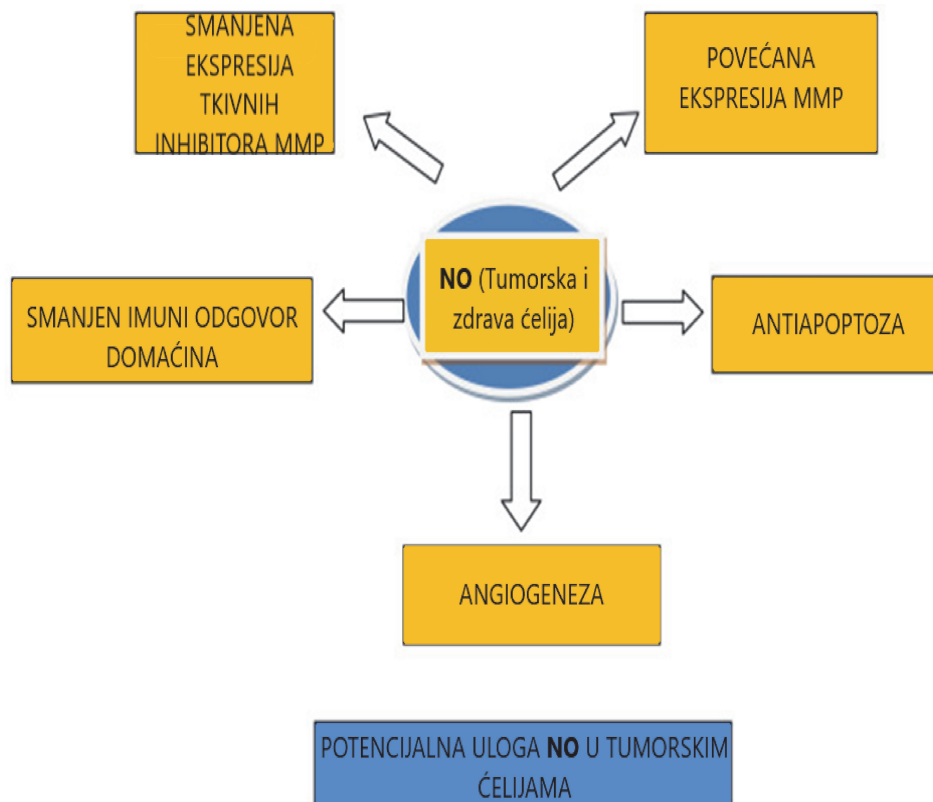 SMANJENA
EKSPRESIJA
TKIVNIH
INHIBITORA MMP
POVEĆANA
EKSPRESIJA MMP
NO (Tumorska i
zdrava ćelija)
SMANJEN IMUNI ODGOVOR
DOMAĆINA
ANTIAPOPTOZA
ANGIOGENEZA
POTENCIJALNA ULOGA NO U TUMORSKIM
ĆELIJAMA